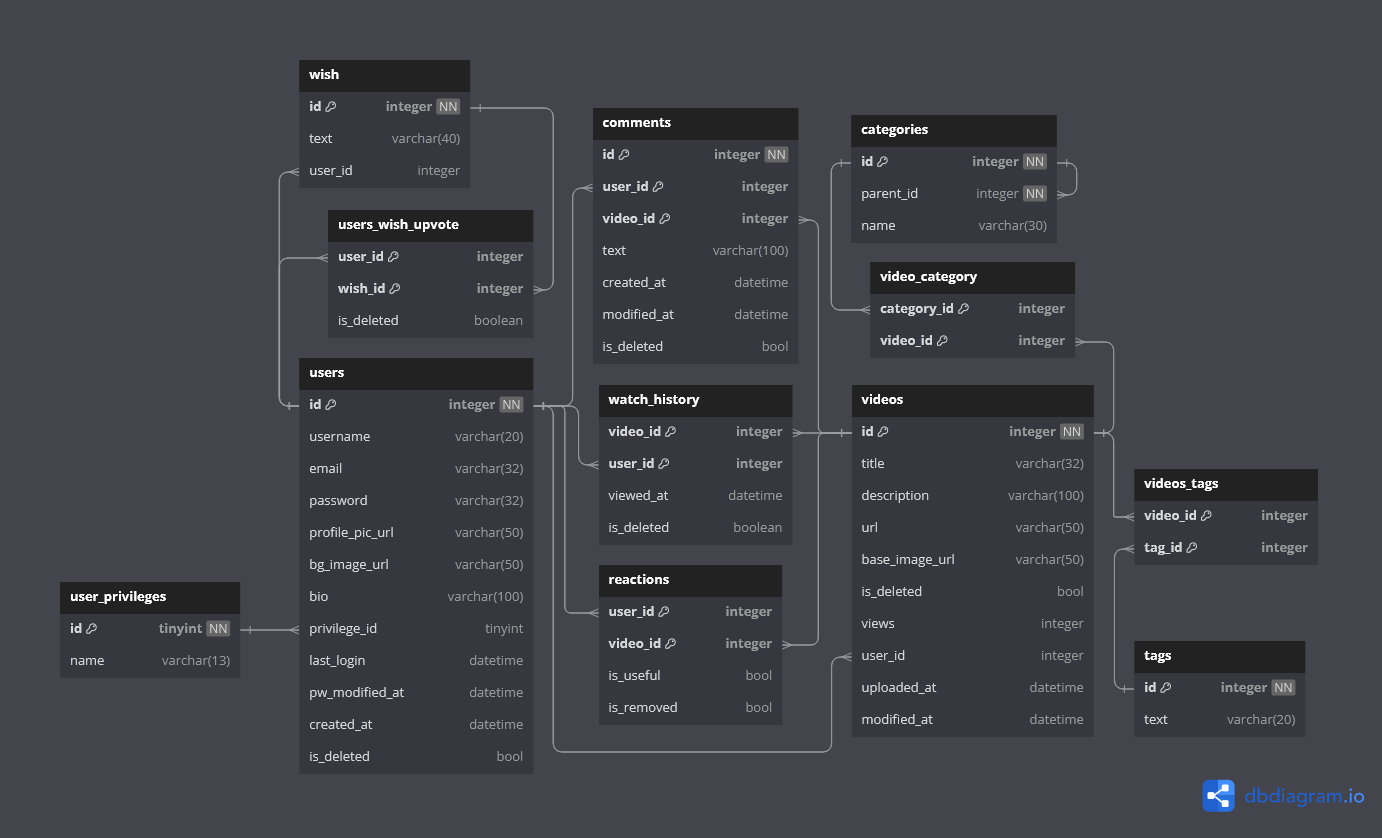 wish
id integer NN
text varchar(40)
user_id integer
users_wish_upvote
user_id integer
wish_id integer
is_deleted boolean
users
id integer NN
username varchar(20)
email varchar(32)
password varchar(32)
profile_pic_url varchar(50)
bg_image_url varchar(50)
bio varchar(100)
privilege_id tinyint
last_login datetime
pw_modified_at datetime
created_at datetime
is_deleted bool
user_privileges
id tinyint NN
name varchar(13)
comments
id integer NN
user_id integer
video_id integer
text varchar(100)
created_at datetime
modified_at datetime
is_deleted bool
watch_history
video_id integer
user_id integer
viewed_at datetime
is_deleted boolean
reactions
user_id integer
video_id integer
is_useful bool
is_removed bool
categories
id integer NN
parent_id integer NN
name varchar(30)
video_category
category_id integer
video_id integer
videos
id integer NN
title varchar(32)
description varchar(100)
url varchar(50)
base_image_url varchar(50)
is_deleted bool
views integer
user_id integer
uploaded_at datetime
modified_at datetime
videos_tags
video_id integer
tag_id integer
tags
id integer NN
text varchar(20)
dbdiagram.io